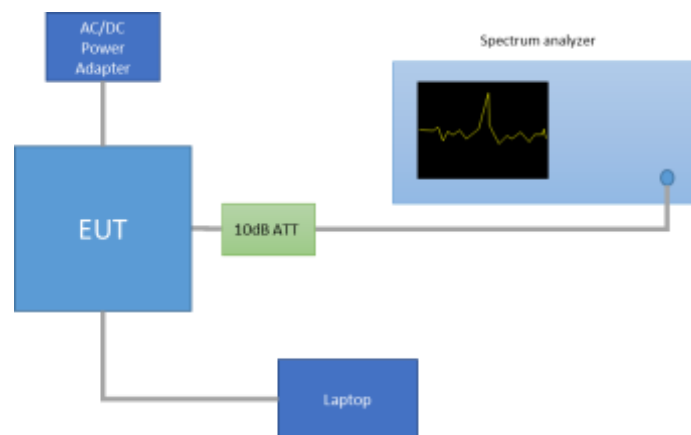 AC/DC
Power
Adapter
Spectrum analyzer
EUT
10dB ATT
Laptop